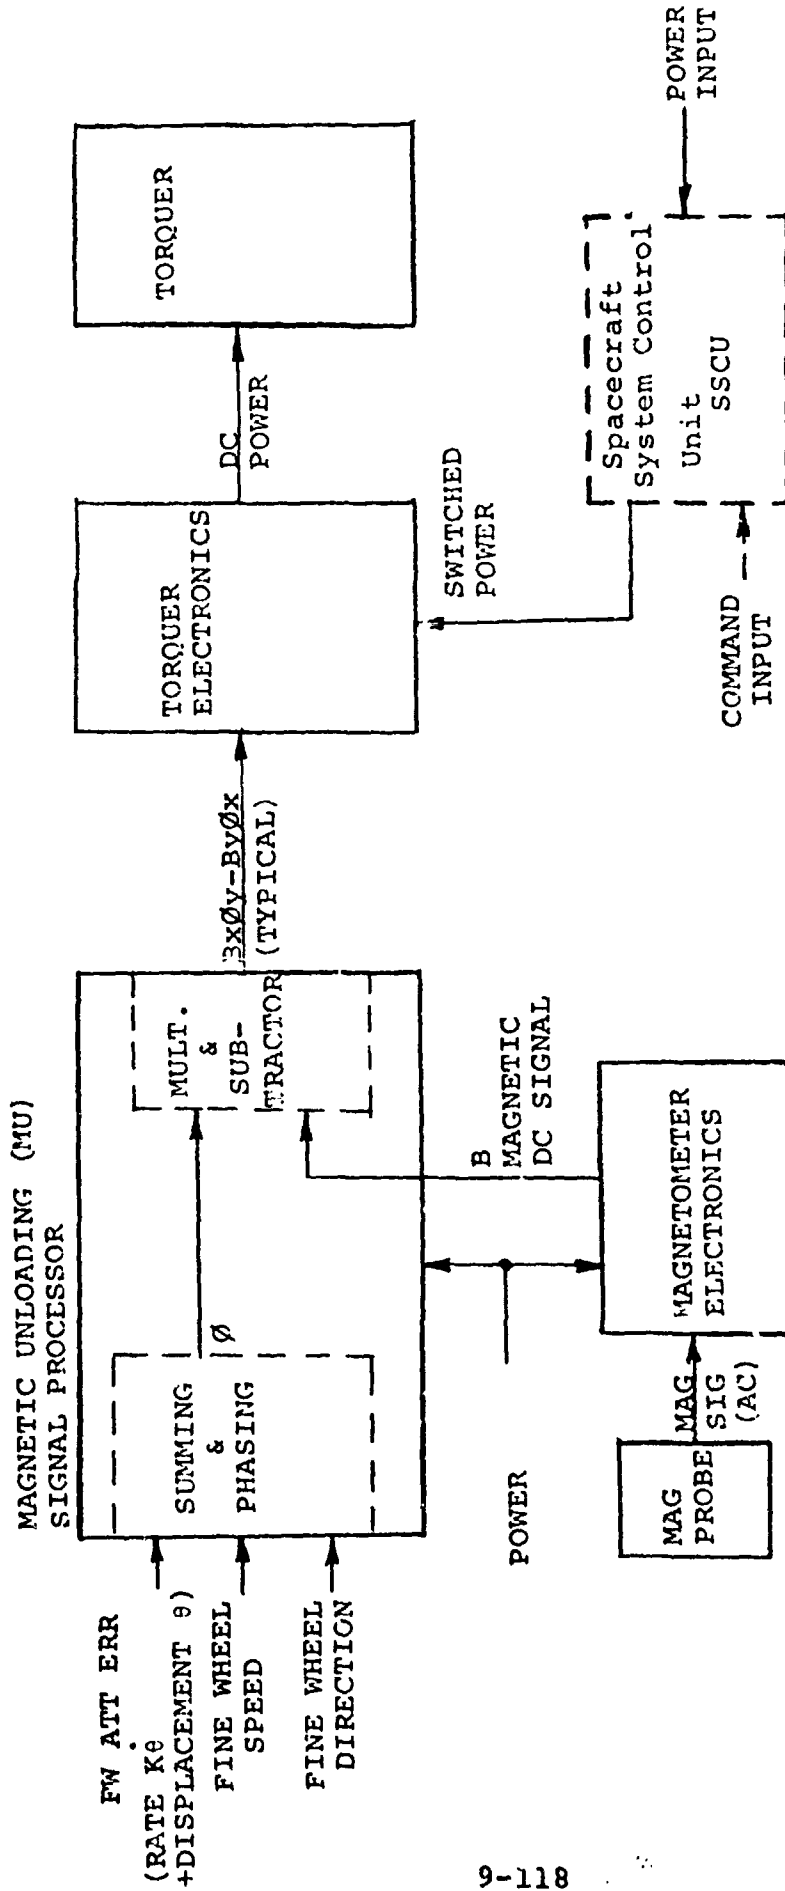 MAGNETIC UNLOADING (MU)
SIGNAL PROCESSOR
FW ATT ERR
(RATE Kθ̇
+DISPLACEMENT θ)
FINE WHEEL
SPEED
FINE WHEEL
DIRECTION
SUMMING
&
PHASING
Ø
MULT.
&
SUB-
TRACTOR
BxØy-ByØx
(TYPICAL)
TORQUER
ELECTRONICS
DC
POWER
TORQUER
POWER
B
MAGNETIC
DC SIGNAL
MAG
PROBE
MAG
SIG
(AC)
MAGNETOMETER
ELECTRONICS
SWITCHED
POWER
COMMAND
INPUT
Spacecraft
System Control
Unit
SSCU
POWER
INPUT
9-118